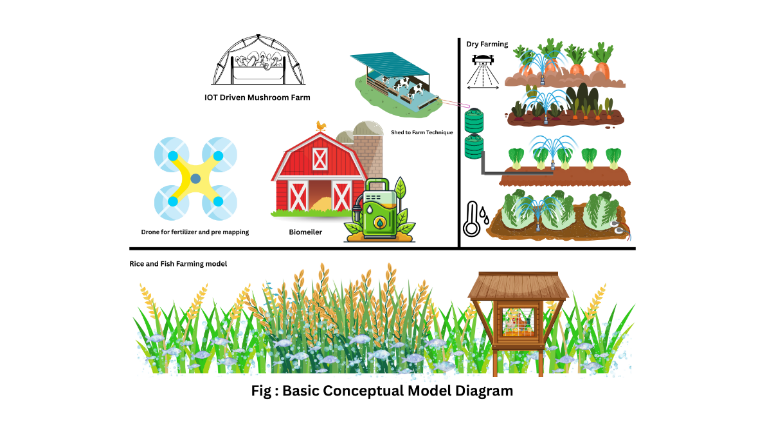 Dry Farming
IOT Driven Mushroom Farm
Shed to Farm Technique
Drone for fertilizer and pre mapping
Biomeiler
Rice and Fish Farming model
Fig : Basic Conceptual Model Diagram